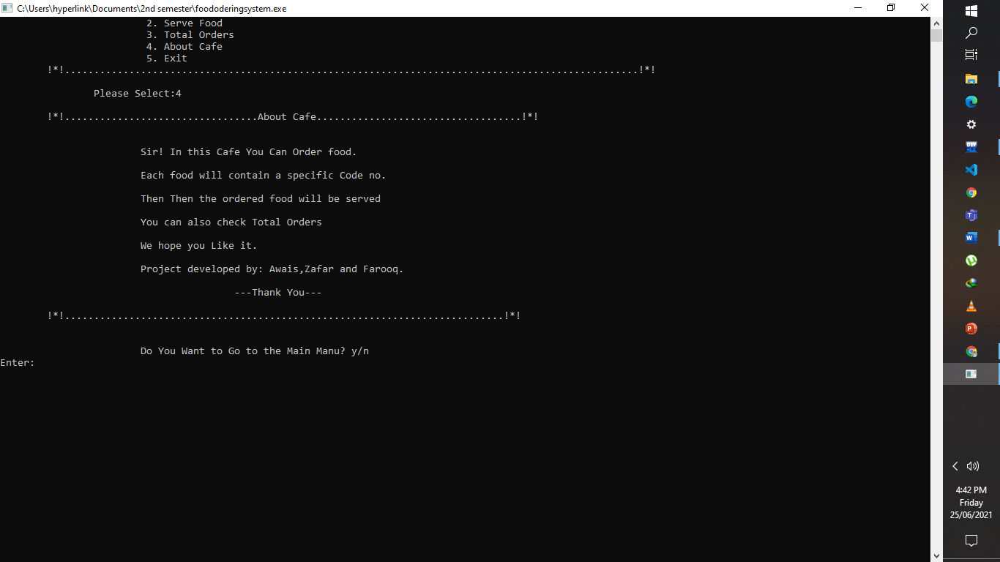 C:\Users\hyperlink\Documents\2nd semester\foododeringsystem.exe
2. Serve Food
3. Total Orders
4. About Cafe
5. Exit
!*!..................................................................................................!*!
Please Select:4
!*!.................................About Cafe...................................!*!
Sir! In this Cafe You Can Order food.
Each food will contain a specific Code no.
Then Then the ordered food will be served
You can also check Total Orders
We hope you Like it.
Project developed by: Awais,Zafar and Farooq.
---Thank You---
!*!...........................................................................!*!
Do You Want to Go to the Main Manu? y/n
Enter:
DEV
4:42 PM
Friday
25/06/2021